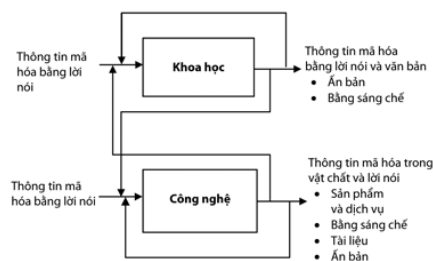 Thông tin mã
hóa bằng lời
nói
Khoa học
Thông tin mã hóa
bằng lời nói và văn bản
• Ấn bản
• Bằng sáng chế
Thông tin mã
hóa bằng lời nói
Công nghệ
Thông tin mã hóa trong
vật chất và lời nói
• Sản phẩm
và dịch vụ
• Bằng sáng chế
• Tài liệu
• Ấn bản